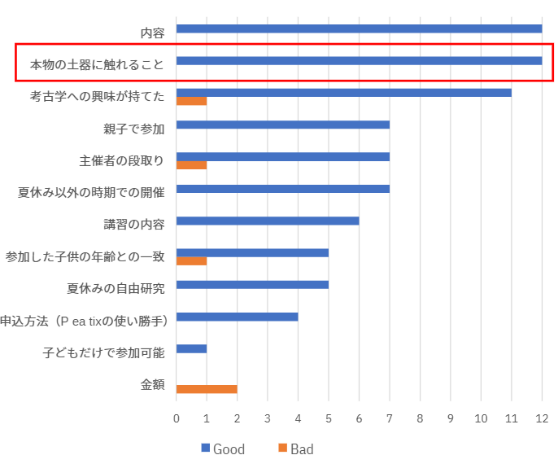 内容
本物の土器に触れること
考古学への興味が持てた
親子で参加
主催者の段取り
夏休み以外の時期での開催
講習の内容
参加した子供の年齢との一致
夏休みの自由研究
申込方法（P ea tixの使い勝手）
子どもだけで参加可能
金額
0 1 2 3 4 5 6 7 8 9 10 11 12
Good Bad